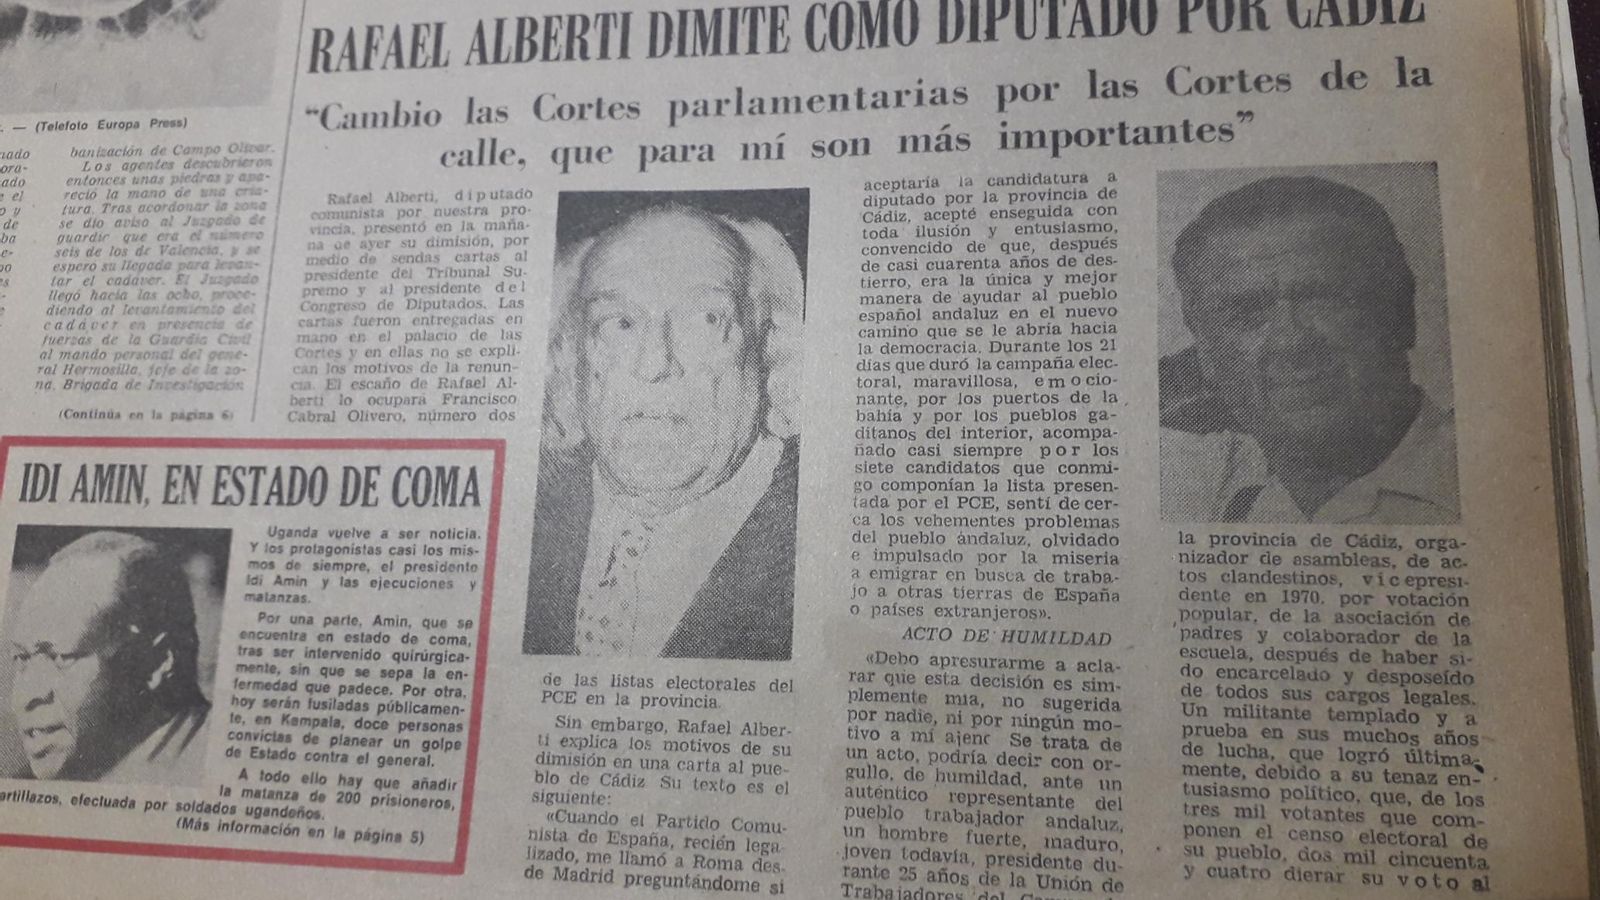 . — (Telefoto Europa Press)
nado
ora-
ado
e el
o y
de
ba
e-
po
es
banización de Campo Olivar.
Los agentes descubrieron
entonces unas piedras y apa-
reció la mano de una cria-
tura. Tras acordonar la zona
se dio aviso al Juzgado de
guardir que era el número
seis de los de Valencia, y se
espero su llegada para levan-
tar el cadaver. El Juzgado
llegó hacia las ocho, proce-
diendo al levantamiento del
cadáver en presencia de
fuerzas de la Guardia Civil
al mando personal del gene-
ral Hermosilla, jefe de la zo-
na. Brigada de Investigación
(Continúa en la página 6)
RAFAEL ALBERTI DIMITE COMO DIPUTADO POR CADIZ
"Cambio las Cortes parlamentarias por las Cortes de la
calle, que para mí son más importantes"
Rafael Alberti, diputado
comunista por nuestra pro-
vincia, presentó en la maña-
na de ayer su dimisión, por
medio de sendas cartas al
presidente del Tribunal Su-
premo y al presidente del
Congreso de Diputados. Las
cartas fueron entregadas en
mano en el palacio de las
Cortes y en ellas no se expli-
can los motivos de la renun-
cia. El escaño de Rafael Al-
berti lo ocupará Francisco
Cabral Olivero, número dos
de las listas electorales del
PCE en la provincia.
Sin embargo, Rafael Alber-
ti explica los motivos de su
dimisión en una carta al pue-
blo de Cádiz Su texto es el
siguiente:
«Cuando el Partido Comu-
nista de España, recién lega-
lizado, me llamó a Roma des-
de Madrid preguntándome si
aceptaría la candidatura a
diputado por la provincia de
Cádiz, acepté enseguida con
toda ilusión y entusiasmo,
convencido de que, después
de casi cuarenta años de des-
tierro, era la única y mejor
manera de ayudar al pueblo
español andaluz en el nuevo
camino que se le abría hacia
la democracia. Durante los 21
días que duró la campaña elec-
toral, maravillosa, emocio-
nante, por los puertos de la
bahía y por los pueblos ga-
ditanos del interior, acompa-
ñado casi siempre por los
siete candidatos que conmi-
go componían la lista presen-
tada por el PCE, sentí de cer-
ca los vehementes problemas
del pueblo andaluz, olvidado
e impulsado por la miseria
a emigrar en busca de traba-
jo a otras tierras de España
o países extranjeros».
ACTO DE HUMILDAD
«Debo apresurarme a acla-
rar que esta decisión es sim-
plemente mía, no sugerida
por nadie, ni por ningún mo-
tivo a mí ajenc Se trata de
un acto, podría decir con or-
gullo, de humildad, ante un
auténtico representante del
pueblo trabajador andaluz,
un hombre fuerte, maduro,
joven todavía, presidente du-
rante 25 años de la Unión de
Trabajadores del
la provincia de Cádiz, orga-
nizador de asambleas, de ac-
tos clandestinos, vicepresi-
dente en 1970, por votación
popular, de la asociación de
padres y colaborador de la
escuela, después de haber si-
do encarcelado y desposeído
de todos sus cargos legales.
Un militante templado y a
prueba en sus muchos años
de lucha, que logró última-
mente, debido a su tenaz en-
tusiasmo político, que, de los
tres mil votantes que com-
ponen el censo electoral de
su pueblo, dos mil cincuenta
y cuatro dieran su voto al
IDI AMIN, EN ESTADO DE COMA
Uganda vuelve a ser noticia.
Y los protagonistas casi los mis-
mos de siempre, el presidente
Idi Amin y las ejecuciones y
matanzas.
Por una parte, Amin, que se
encuentra en estado de coma,
tras ser intervenido quirúrgica-
mente, sin que se sepa la en-
fermedad que padece. Por otra,
hoy serán fusiladas públicamen-
te, en Kampala, doce personas
convictas de planear un golpe
de Estado contra el general.
A todo ello hay que añadir
la matanza de 200 prisioneros,
artillazos, efectuada por soldados ugandeños.
(Más información en la página 5)